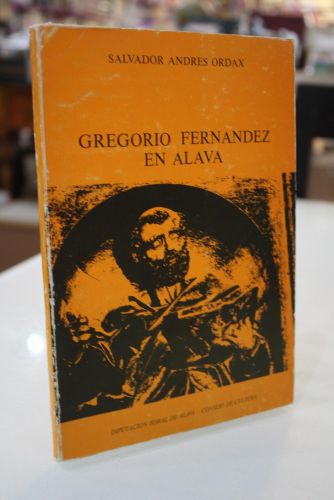 SALVADOR ANDRES ORDAX
GREGORIO FERNANDEZ
EN ALAVA
DIPUTACION FORAL DE ALAVA - CONSEJO DE CULTURA